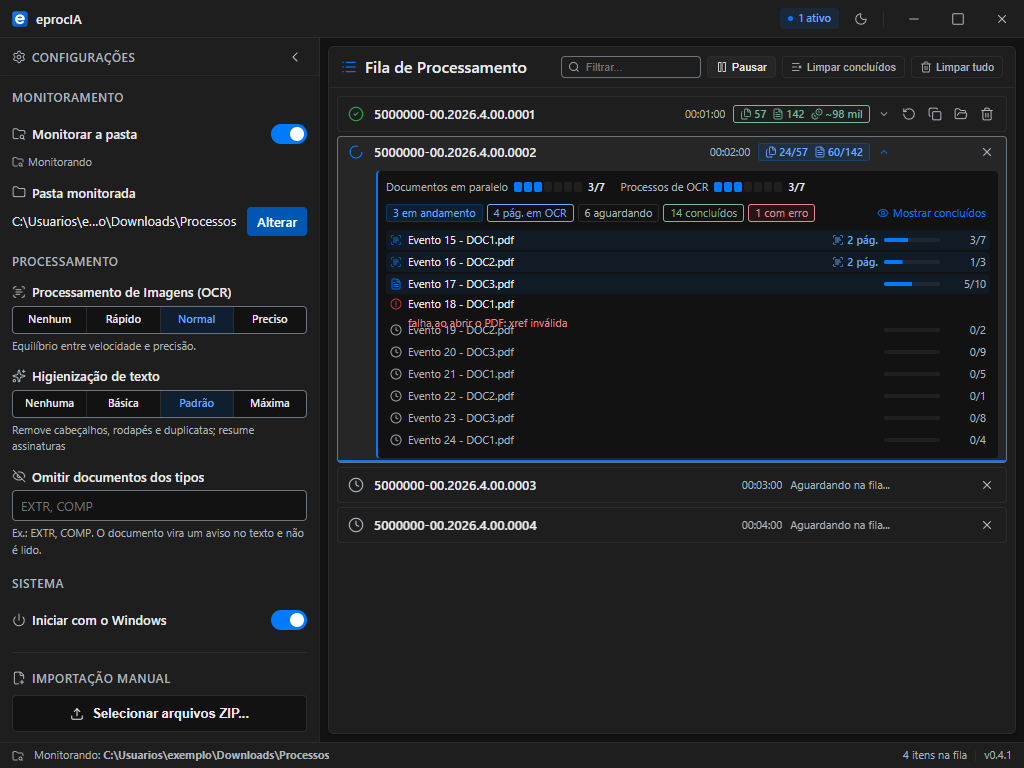 eprocIA
1 ativo
CONFIGURAÇÕES
MONITORAMENTO
Monitorar a pasta
Monitorando
Pasta monitorada
C:\Usuarios\e...o\Downloads\Processos
Alterar
PROCESSAMENTO
Processamento de Imagens (OCR)
Nenhum Rápido Normal Preciso
Equilíbrio entre velocidade e precisão.
Higienização de texto
Nenhuma Básica Padrão Máxima
Remove cabeçalhos, rodapés e duplicatas; resume
assinaturas
Omitir documentos dos tipos
EXTR, COMP
Ex.: EXTR, COMP. O documento vira um aviso no texto e não
é lido.
SISTEMA
Iniciar com o Windows
IMPORTAÇÃO MANUAL
Selecionar arquivos ZIP...
Fila de Processamento
Filtrar...
Pausar
Limpar concluídos
Limpar tudo
5000000-00.2026.4.00.0001 00:01:00 57 142 ~98 mil
5000000-00.2026.4.00.0002 00:02:00 24/57 60/142
Documentos em paralelo 3/7 Processos de OCR 3/7
3 em andamento 4 pág. em OCR 6 aguardando 14 concluídos 1 com erro Mostrar concluídos
Evento 15 - DOC1.pdf 2 pág. 3/7
Evento 16 - DOC2.pdf 2 pág. 1/3
Evento 17 - DOC3.pdf 5/10
Evento 18 - DOC1.pdf
falha ao abrir o PDF: xref inválida
Evento 19 - DOC2.pdf 0/2
Evento 20 - DOC3.pdf 0/9
Evento 21 - DOC1.pdf 0/5
Evento 22 - DOC2.pdf 0/1
Evento 23 - DOC3.pdf 0/8
Evento 24 - DOC1.pdf 0/4
5000000-00.2026.4.00.0003 00:03:00 Aguardando na fila...
5000000-00.2026.4.00.0004 00:04:00 Aguardando na fila...
Monitorando: C:\Usuarios\exemplo\Downloads\Processos
4 itens na fila
v0.4.1